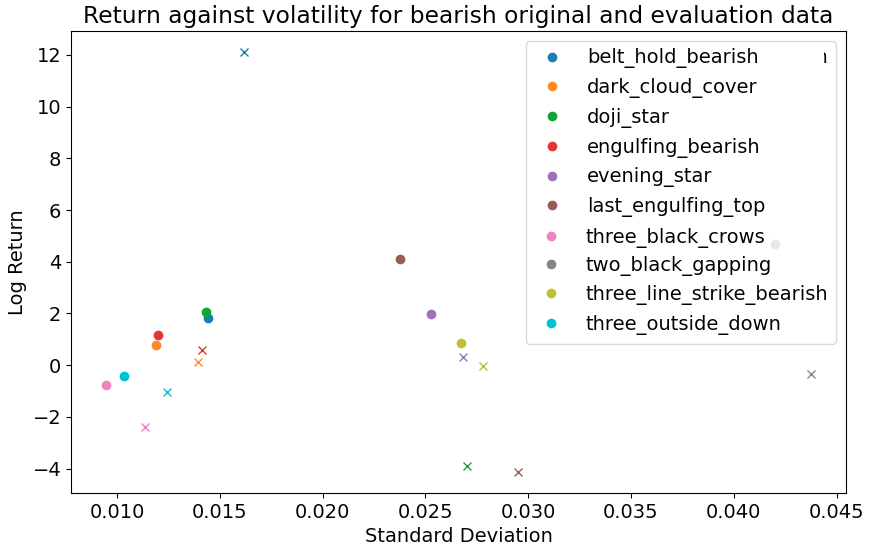 Return against volatility for bearish original and evaluation data
12
10
8
6
4
2
0
−2
−4
Log Return
belt_hold_bearish
dark_cloud_cover
doji_star
engulfing_bearish
evening_star
last_engulfing_top
three_black_crows
two_black_gapping
three_line_strike_bearish
three_outside_down
0.010 0.015 0.020 0.025 0.030 0.035 0.040 0.045
Standard Deviation